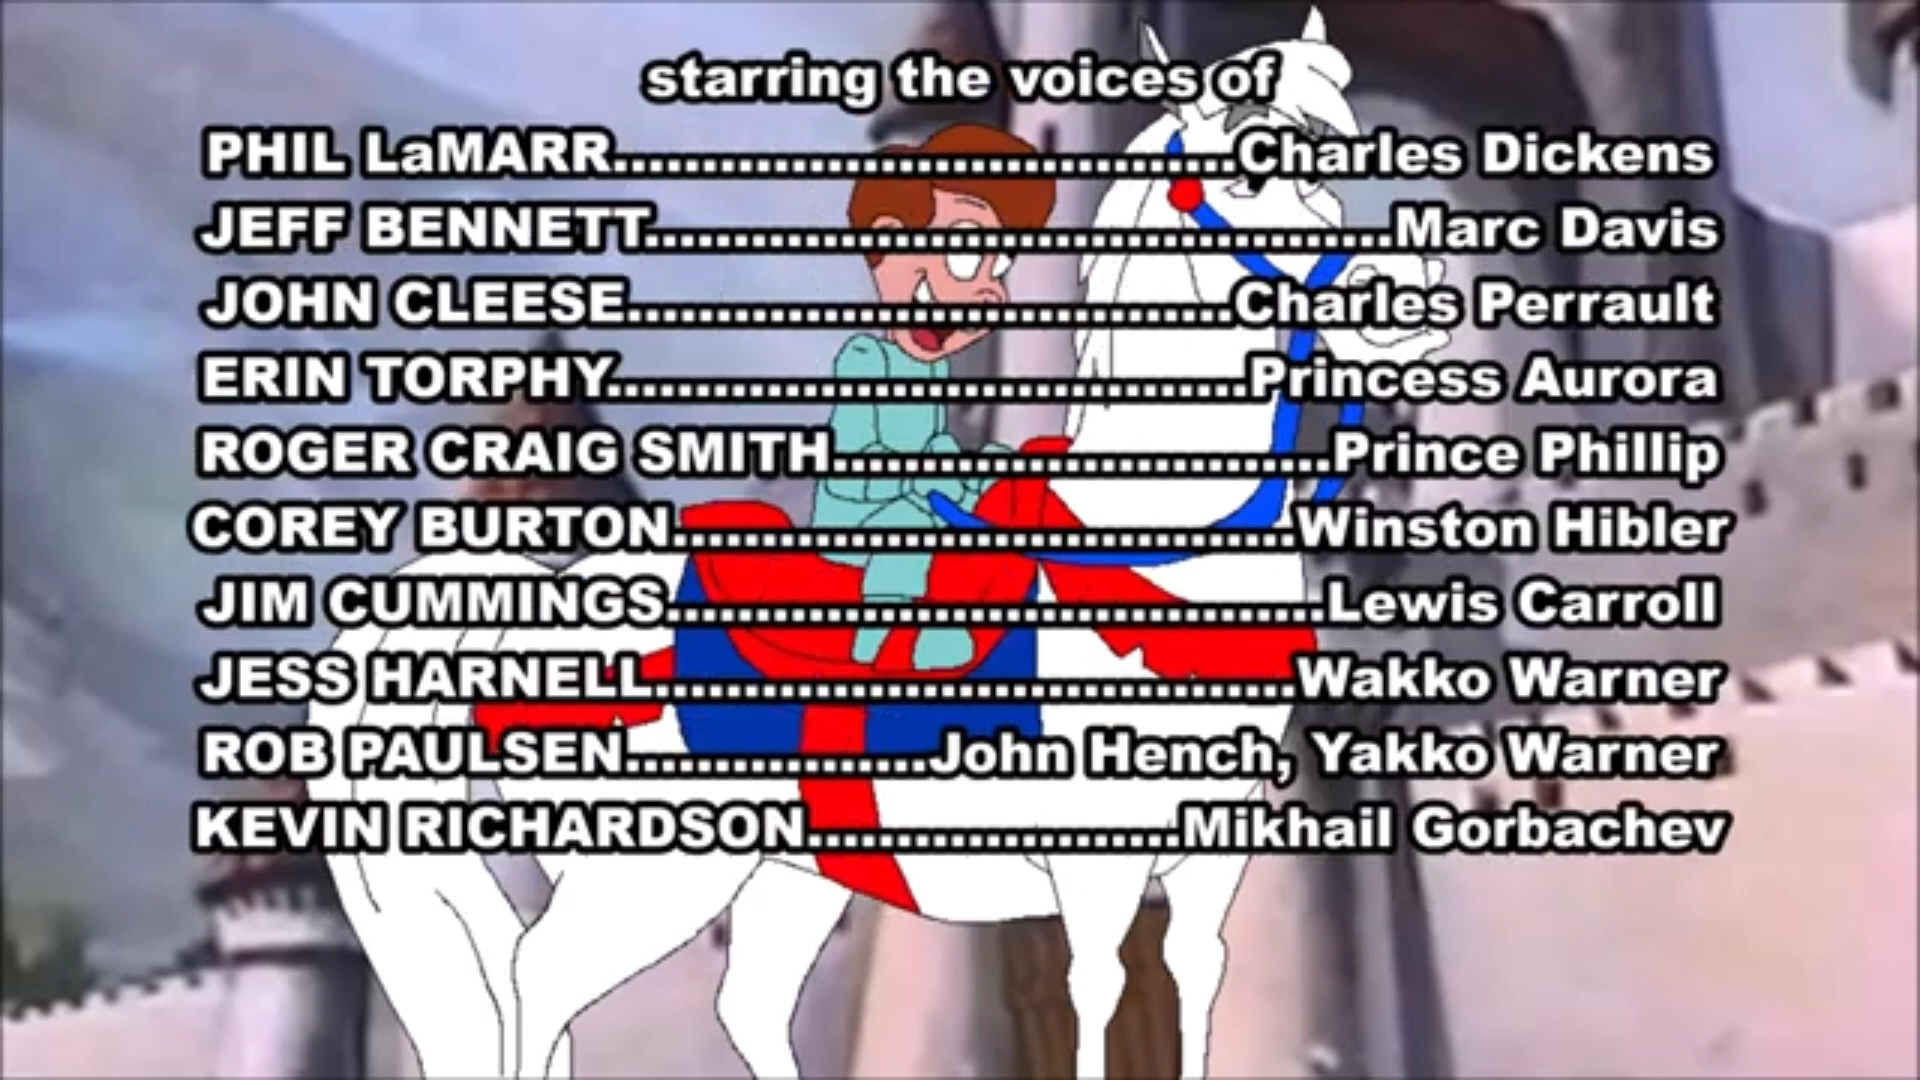 starring the voices of
PHIL LaMARR....................................Charles Dickens
JEFF BENNETT...........................................Marc Davis
JOHN CLEESE...................................Charles Perrault
ERIN TORPHY.....................................Princess Aurora
ROGER CRAIG SMITH.............................Prince Phillip
COREY BURTON....................................Winston Hibler
JIM CUMMINGS......................................Lewis Carroll
JESS HARNELL.....................................Wakko Warner
ROB PAULSEN.................John Hench, Yakko Warner
KEVIN RICHARDSON.....................Mikhail Gorbachev